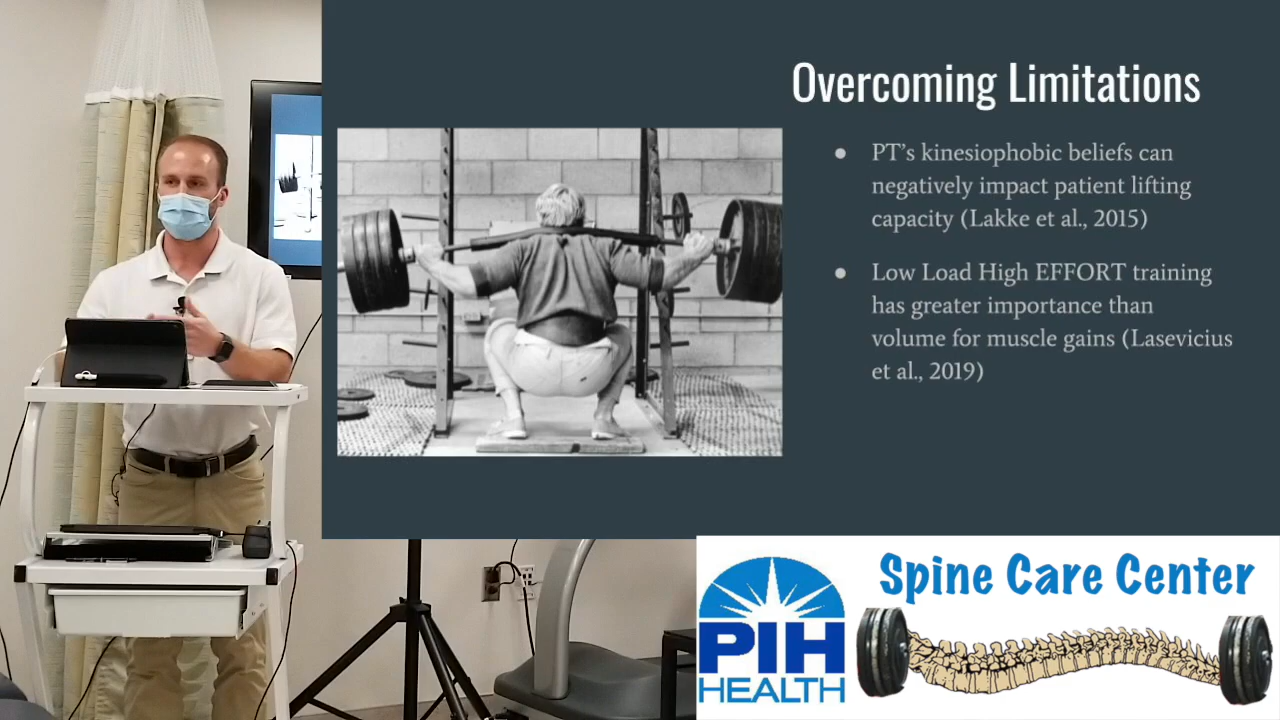 Overcoming Limitations
● PT's kinesiophobic beliefs can
negatively impact patient lifting
capacity (Lakke et al., 2015)
● Low Load High EFFORT training
has greater importance than
volume for muscle gains (Lasevicius
et al., 2019)
Spine Care Center
PIH
HEALTH